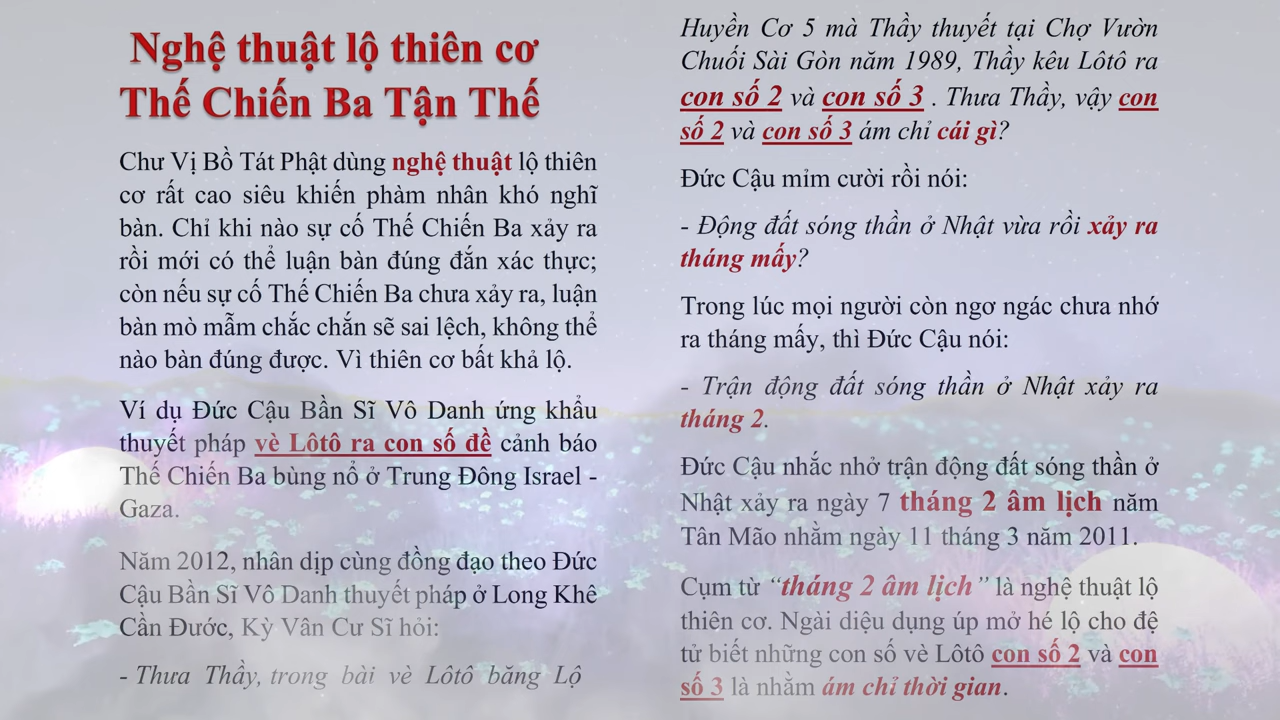 Nghệ thuật lộ thiên cơ
Thế Chiến Ba Tận Thế
Chư Vị Bồ Tát Phật dùng nghệ thuật lộ thiên
cơ rất cao siêu khiến phàm nhân khó nghĩ
bàn. Chỉ khi nào sự cố Thế Chiến Ba xảy ra
rồi mới có thể luận bàn đúng đắn xác thực;
còn nếu sự cố Thế Chiến Ba chưa xảy ra, luận
bàn mò mẫm chắc chắn sẽ sai lệch, không thể
nào bàn đúng được. Vì thiên cơ bất khả lộ.
Ví dụ Đức Cậu Bần Sĩ Vô Danh ứng khẩu
thuyết pháp vè Lôtô ra con số đề cảnh báo
Thế Chiến Ba bùng nổ ở Trung Đông Israel -
Gaza.
Năm 2012, nhân dịp cùng đồng đạo theo Đức
Cậu Bần Sĩ Vô Danh thuyết pháp ở Long Khê
Cần Đước, Kỳ Vân Cư Sĩ hỏi:
- Thưa Thầy, trong bài vè Lôtô băng Lộ
Huyền Cơ 5 mà Thầy thuyết tại Chợ Vườn
Chuối Sài Gòn năm 1989, Thầy kêu Lôtô ra
con số 2 và con số 3 . Thưa Thầy, vậy con
số 2 và con số 3 ám chỉ cái gì?
Đức Cậu mỉm cười rồi nói:
- Động đất sóng thần ở Nhật vừa rồi xảy ra
tháng mấy?
Trong lúc mọi người còn ngơ ngác chưa nhớ
ra tháng mấy, thì Đức Cậu nói:
- Trận động đất sóng thần ở Nhật xảy ra
tháng 2.
Đức Cậu nhắc nhở trận động đất sóng thần ở
Nhật xảy ra ngày 7 tháng 2 âm lịch năm
Tân Mão nhằm ngày 11 tháng 3 năm 2011.
Cụm từ “tháng 2 âm lịch” là nghệ thuật lộ
thiên cơ. Ngài diệu dụng úp mở hé lộ cho đệ
tử biết những con số vè Lôtô con số 2 và con
số 3 là nhằm ám chỉ thời gian.